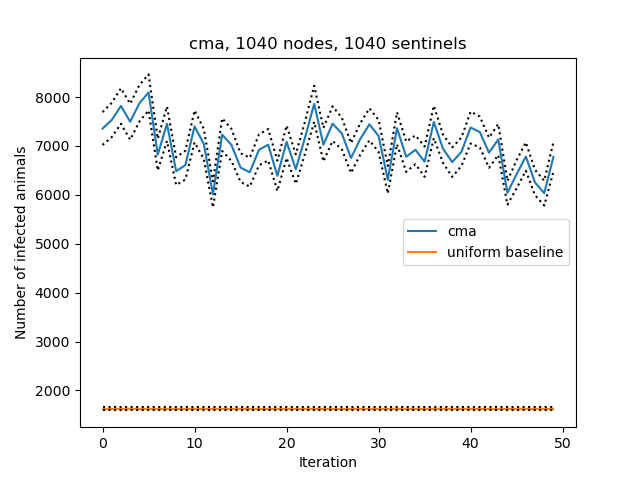 cma, 1040 nodes, 1040 sentinels
8000
7000
6000
5000
4000
3000
2000
Number of infected animals
cma
uniform baseline
0
10
20
30
40
50
Iteration